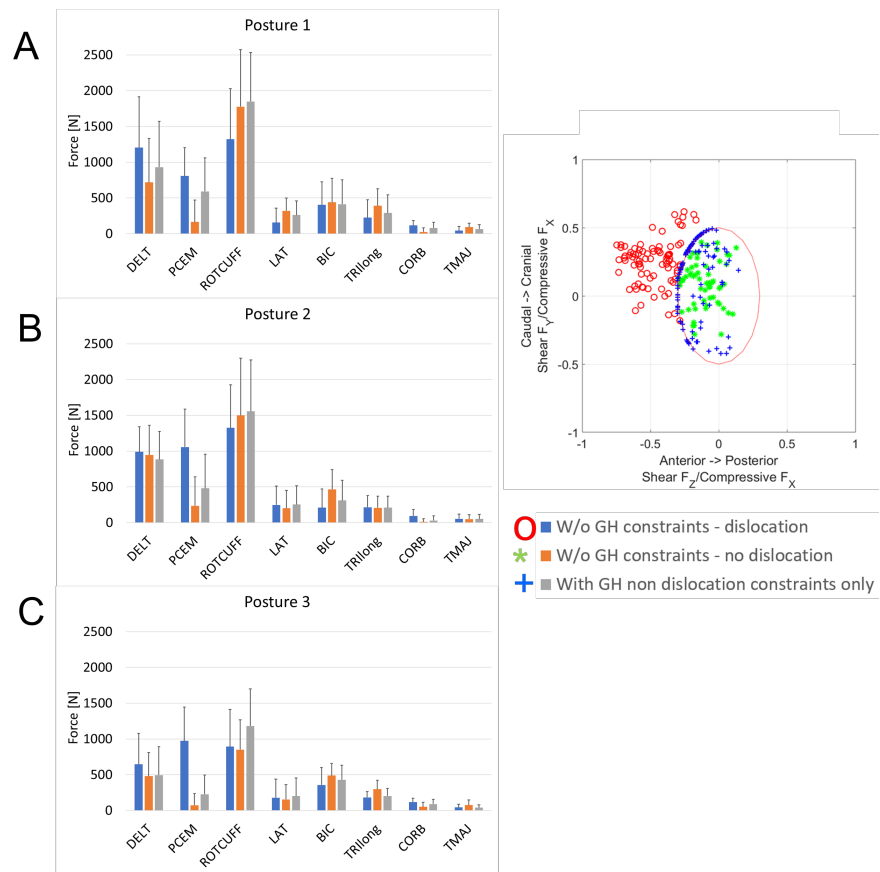 A
Posture 1
Force [N]
2500
2000
1500
1000
500
0
DELT
PCEM
ROTCUFF
LAT
BIC
TRIlong
CORB
TMAJ
B
Posture 2
Force [N]
2500
2000
1500
1000
500
0
DELT
PCEM
ROTCUFF
LAT
BIC
TRIlong
CORB
TMAJ
C
Posture 3
Force [N]
2500
2000
1500
1000
500
0
DELT
PCEM
ROTCUFF
LAT
BIC
TRIlong
CORB
TMAJ
Caudal -> Cranial
Shear F_Y/Compressive F_X
1
0.5
0
-0.5
-1
-1 -0.5 0 0.5 1
Anterior -> Posterior
Shear F_Z/Compressive F_X
W/o GH constraints - dislocation
W/o GH constraints - no dislocation
With GH non dislocation constraints only